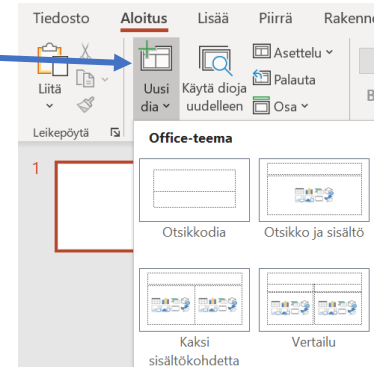 Tiedosto Aloitus Lisää Piirrä Rakenne
Liitä
Uusi
dia
Käytä dioja
uudelleen
Asettelu
Palauta
Osa
B
Leikepöytä
1
Office-teema
Otsikkodia
Otsikko ja sisältö
Kaksi
sisältökohdetta
Vertailu